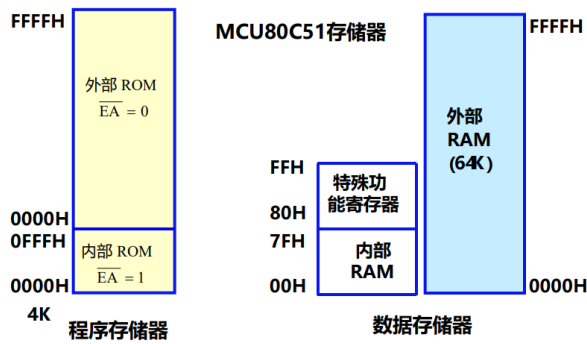 MCU80C51存储器
FFFFH
外部 ROM
EA = 0
0000H
0FFFH
内部 ROM
EA = 1
0000H
4K
程序存储器
FFH
特殊功
能寄存器
80H
7FH
内部
RAM
00H
FFFFH
外部
RAM
(64K)
0000H
数据存储器